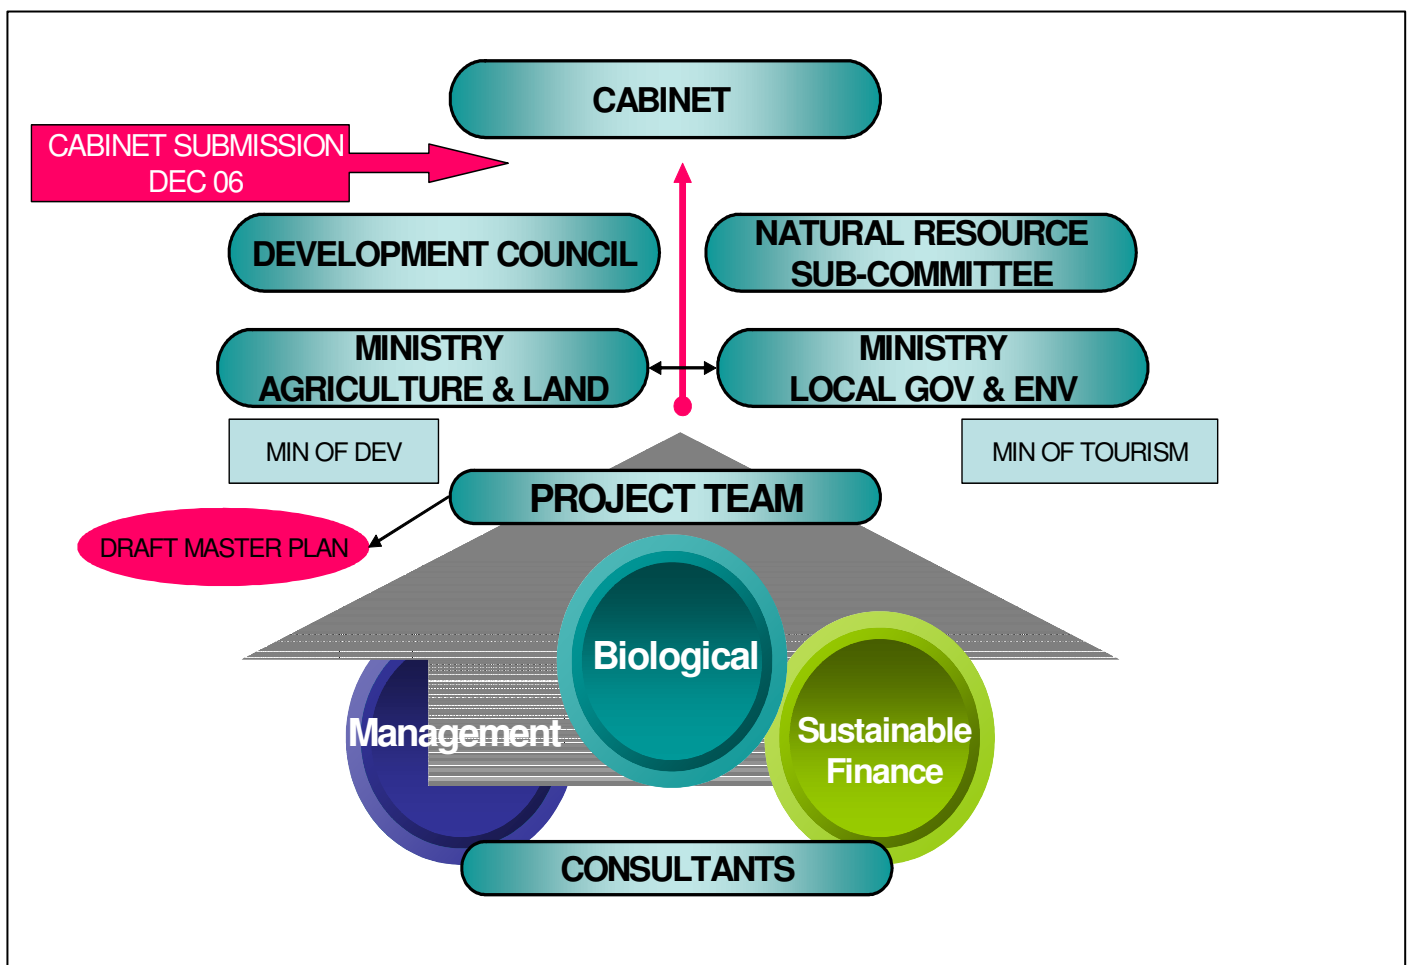 CABINET
CABINET SUBMISSION
DEC 06
DEVELOPMENT COUNCIL
NATURAL RESOURCE
SUB-COMMITTEE
MINISTRY
AGRICULTURE & LAND
MINISTRY
LOCAL GOV & ENV
MIN OF DEV
MIN OF TOURISM
PROJECT TEAM
DRAFT MASTER PLAN
Biological
Management
Sustainable
Finance
CONSULTANTS